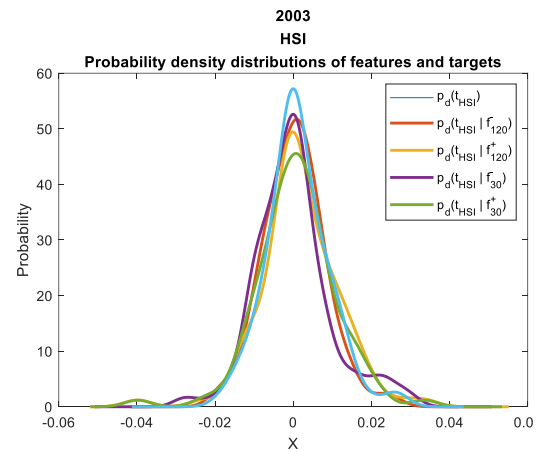 2003
HSI
Probability density distributions of features and targets
60
50
40
30
20
10
0
Probability
-0.06 -0.04 -0.02 0 0.02 0.04 0.0
X
p_d(t_HSI)
p_d(t_HSI | f^-_120)
p_d(t_HSI | f^+_120)
p_d(t_HSI | f^-_30)
p_d(t_HSI | f^+_30)